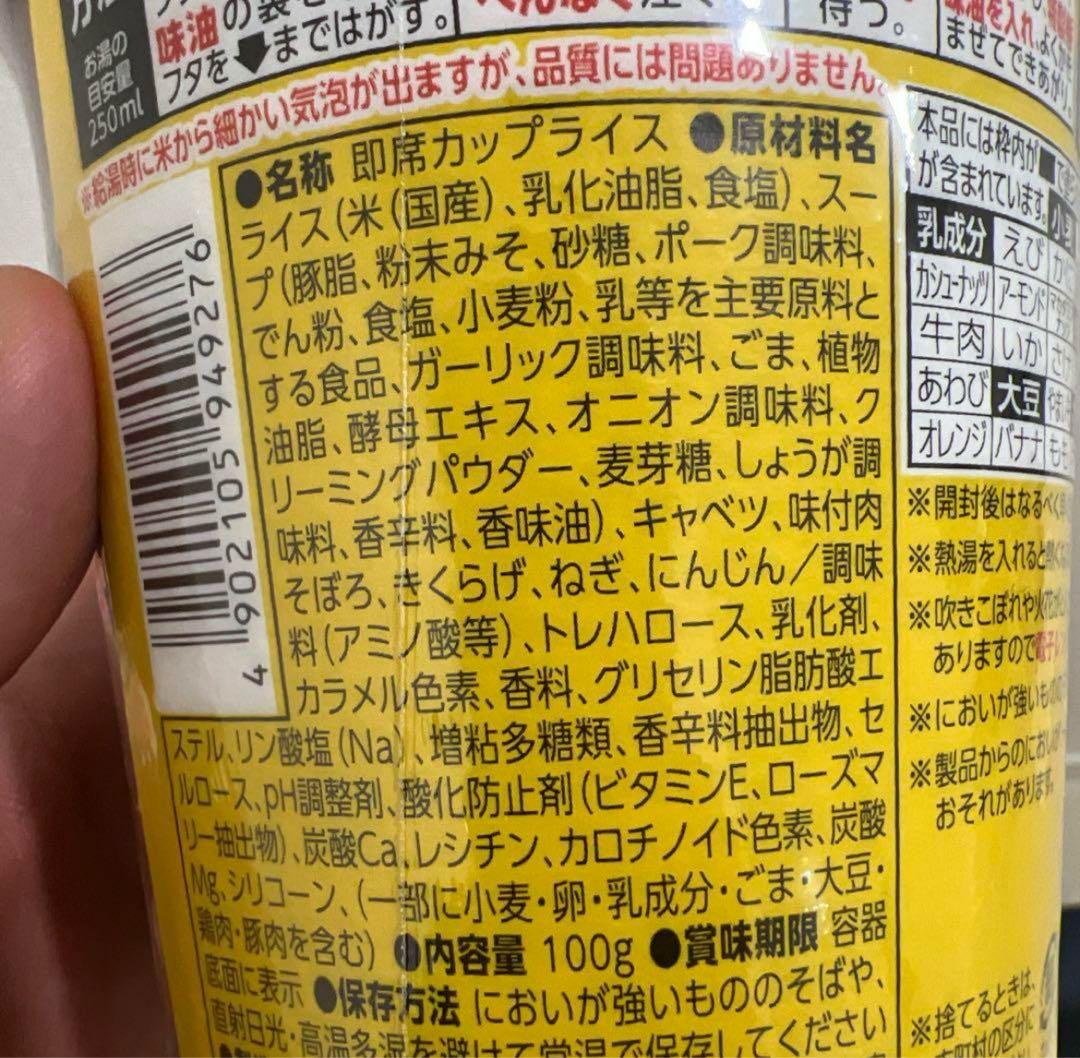 お湯の
目安量
250ml
味油の袋を
フタを まではがす。
待つ。
味油を入れ、よく
まぜてできあがり
※給湯時に米から細かい気泡が出ますが、品質には問題ありません。
●名称 即席カップライス ●原材料名
ライス(米(国産)、乳化油脂、食塩)、スー
プ(豚脂、粉末みそ、砂糖、ポーク調味料、
でん粉、食塩、小麦粉、乳等を主要原料と
する食品、ガーリック調味料、ごま、植物
油脂、酵母エキス、オニオン調味料、ク
リーミングパウダー、麦芽糖、しょうが調
味料、香辛料、香味油)、キャベツ、味付肉
そぼろ、きくらげ、ねぎ、にんじん/調味
料(アミノ酸等)、トレハロース、乳化剤、
カラメル色素、香料、グリセリン脂肪酸エ
ステル、リン酸塩(Na)、増粘多糖類、香辛料抽出物、セ
ルロース、pH調整剤、酸化防止剤(ビタミンE、ローズマ
リー抽出物)、炭酸Ca、レシチン、カロチノイド色素、炭酸
Mg、シリコーン、(一部に小麦・卵・乳成分・ごま・大豆・
鶏肉・豚肉を含む) ●内容量 100g ●賞味期限 容器
底面に表示 ●保存方法 においが強いもののそばや、
直射日光・高温多湿を避けて常温で保存してください
4 902105 949276
本品には枠内が
が含まれています。
乳成分 えび
カシューナッツ アーモンド
牛肉 いか
あわび 大豆
オレンジ バナナ
※開封後はなるべく
※熱湯を入れると
※吹きこぼれや
ありますので
※においが強いもの
※製品からのにおい
おそれがあります。
※捨てるときは、
町村の区分に